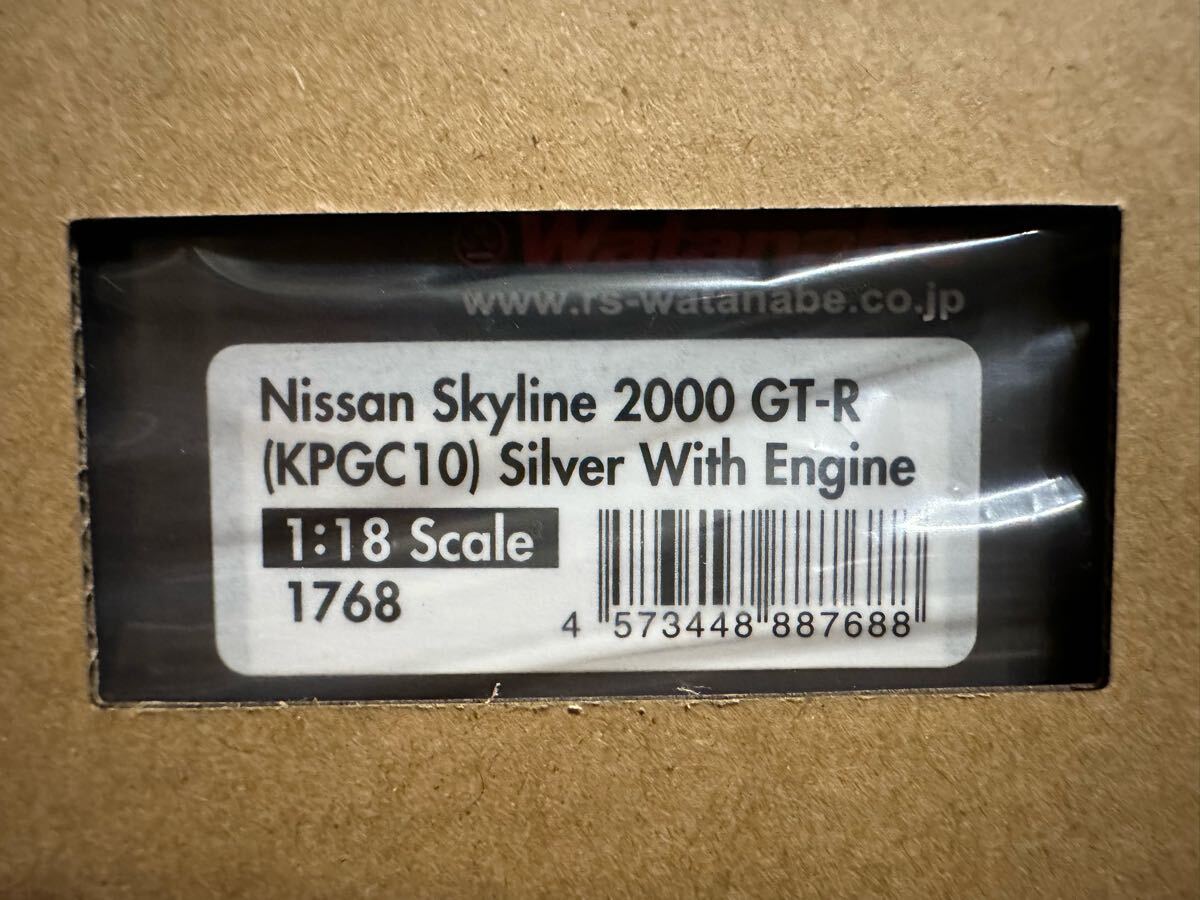 Watanabe
www.rs-watanabe.co.jp
Nissan Skyline 2000 GT-R
(KPGC10) Silver With Engine
1:18 Scale
1768
4 573448 887688